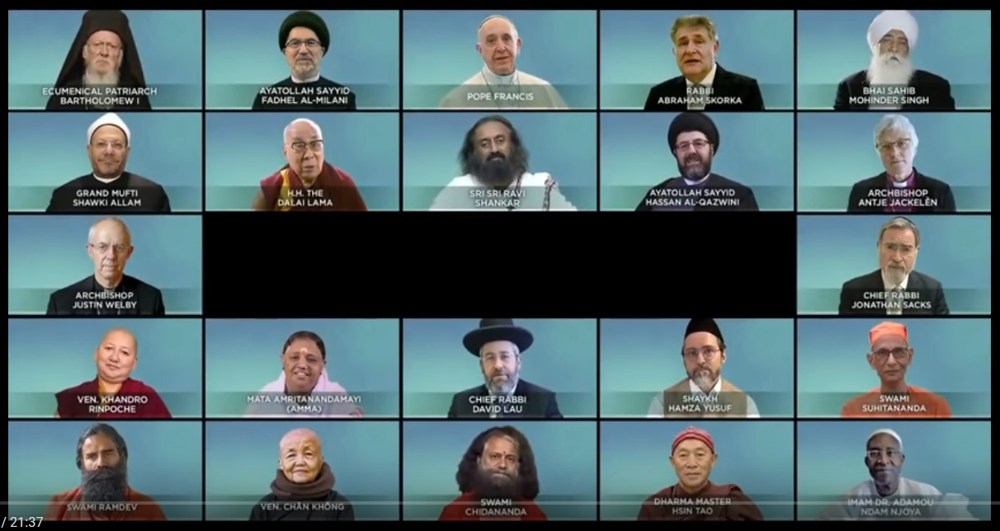 ECUMENICAL PATRIARCH
BARTHOLOMEW I
AYATOLLAH SAYYID
FADHEL AL-MILANI
POPE FRANCIS
RABBI
ABRAHAM SKORKA
BHAI SAHIB
MOHINDER SINGH
GRAND MUFTI
SHAWKI ALLAM
H.H. THE
DALAI LAMA
SRI SRI RAVI
SHANKAR
AYATOLLAH SAYYID
HASSAN AL-QAZWINI
ARCHBISHOP
ANTJE JACKELÉN
ARCHBISHOP
JUSTIN WELBY
CHIEF RABBI
JONATHAN SACKS
VEN. KHANDRO
RINPOCHE
MATA AMRITANANDAMAYI
(AMMA)
CHIEF RABBI
DAVID LAU
SHAYKH
HAMZA YUSUF
SWAMI
SUHITANANDA
SWAMI RAMDEV
VEN. CHÂN KHÔNG
SWAMI
CHIDANANDA
DHARMA MASTER
HSIN TAO
IMAM DR. ADAMOU
NDAM NJOYA
/ 21:37